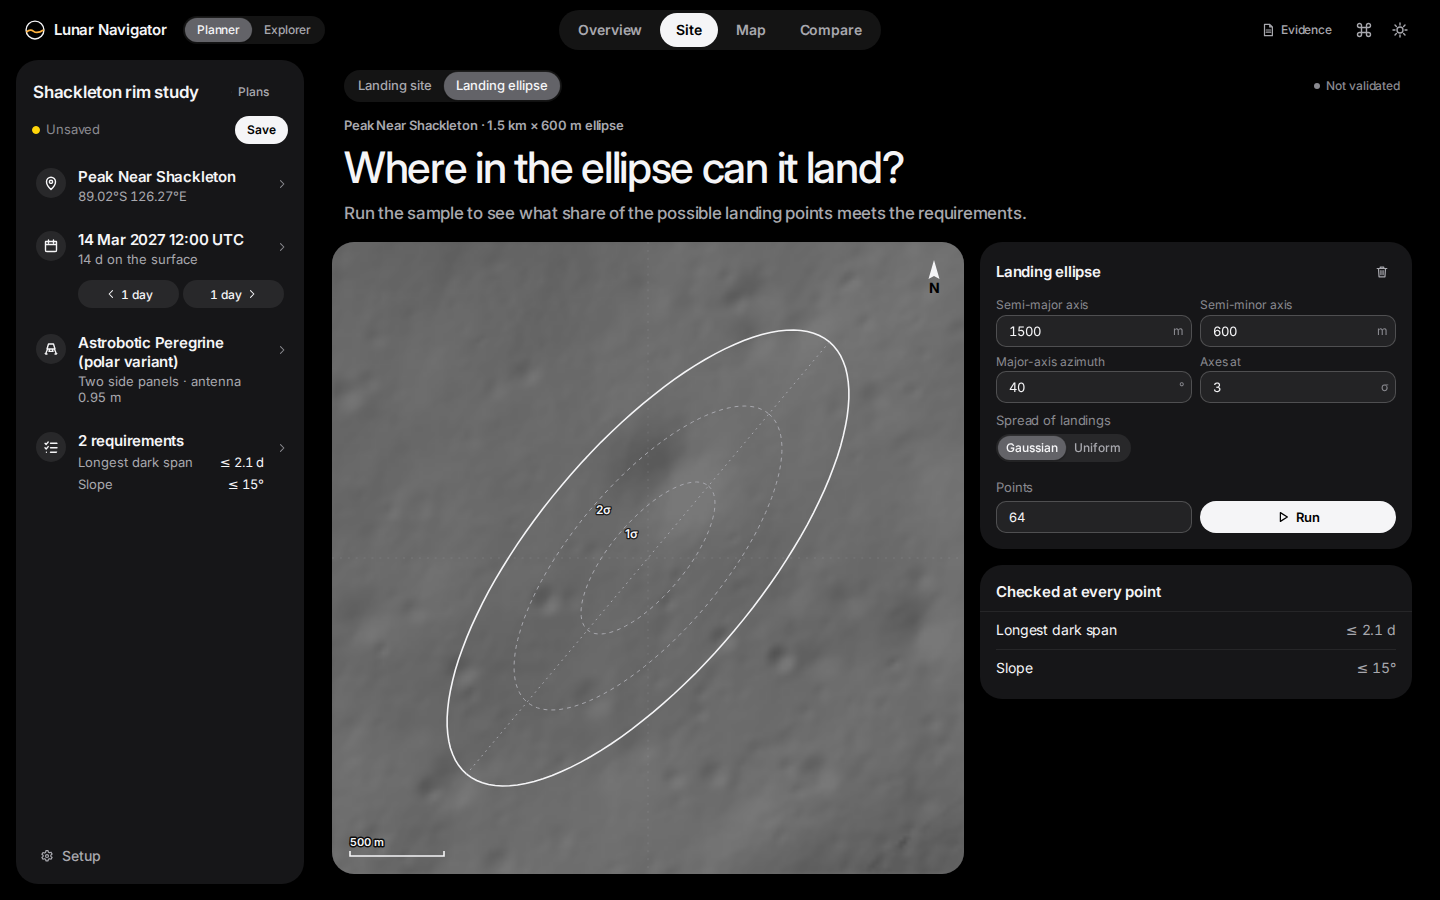 Lunar Navigator
Planner
Explorer
Overview
Site
Map
Compare
Evidence
Shackleton rim study
Plans
Unsaved
Save
Peak Near Shackleton
89.02°S 126.27°E
14 Mar 2027 12:00 UTC
14 d on the surface
1 day
1 day
Astrobotic Peregrine
(polar variant)
Two side panels · antenna
0.95 m
2 requirements
Longest dark span ≤ 2.1 d
Slope ≤ 15°
Setup
Landing site
Landing ellipse
Not validated
Peak Near Shackleton · 1.5 km × 600 m ellipse
Where in the ellipse can it land?
Run the sample to see what share of the possible landing points meets the requirements.
N
2σ
1σ
500 m
Landing ellipse
Semi-major axis
Semi-minor axis
1500 m
600 m
Major-axis azimuth
Axes at
40 °
3 σ
Spread of landings
Gaussian
Uniform
Points
64
Run
Checked at every point
Longest dark span ≤ 2.1 d
Slope ≤ 15°